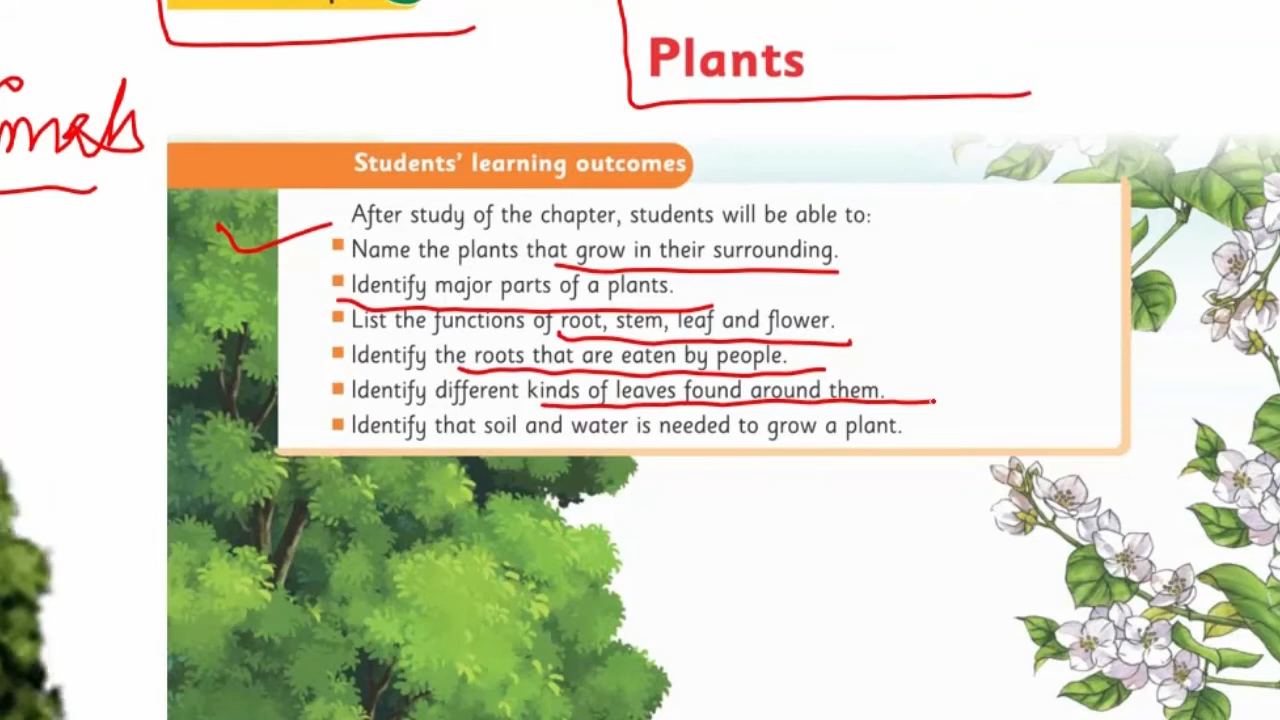 Plants
Students' learning outcomes
After study of the chapter, students will be able to:
Name the plants that grow in their surrounding.
Identify major parts of a plants.
List the functions of root, stem, leaf and flower.
Identify the roots that are eaten by people.
Identify different kinds of leaves found around them.
Identify that soil and water is needed to grow a plant.